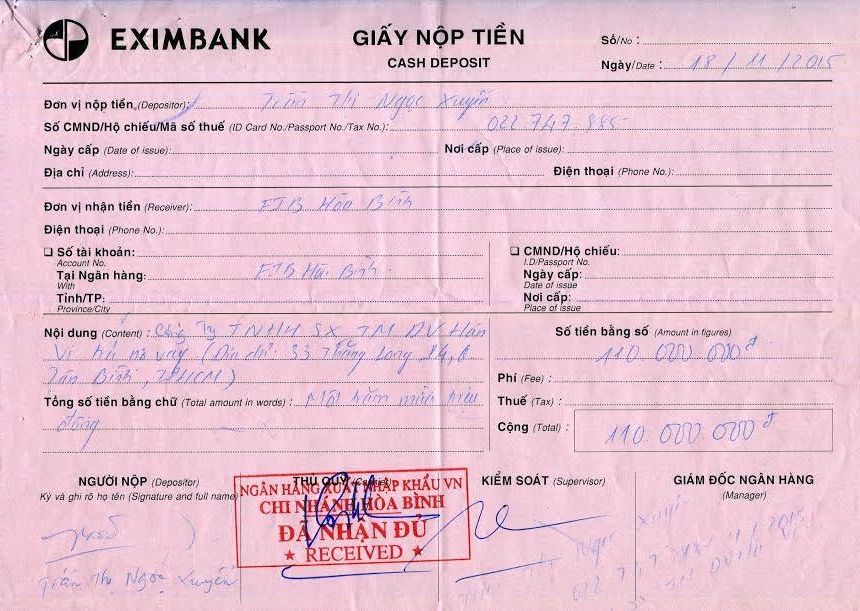 EXIMBANK
GIẤY NỘP TIỀN
CASH DEPOSIT
Số/No :
Ngày/Date : 18 / 11 / 2015
Đơn vị nộp tiền (Depositor): Trần Thị Ngọc Xuyến
Số CMND/Hộ chiếu/Mã số thuế (ID Card No./Passport No./Tax No.): 022 747 885
Ngày cấp (Date of issue): Nơi cấp (Place of issue):
Địa chỉ (Address): Điện thoại (Phone No.):
Đơn vị nhận tiền (Receiver): EIB Hòa Bình
Điện thoại (Phone No.):
Số tài khoản:
Account No.
Tại Ngân hàng: EIB Hòa Bình
With
Tỉnh/TP:
Province/City
CMND/Hộ chiếu:
I.D/Passport No.
Ngày cấp:
Date of issue
Nơi cấp:
Place of issue
Nội dung (Content) : Công ty TNHH SX TM DV Hán
Vi trả nợ vay (Địa chỉ : 33 Thăng Long P4, Q
Tân Bình, TPHCM)
Tổng số tiền bằng chữ (Total amount in words) : Một trăm mười triệu
đồng
Số tiền bằng số (Amount in figures)
110.000.000đ
Phí (Fee) :
Thuế (Tax) :
Cộng (Total) : 110.000.000đ
NGƯỜI NỘP (Depositor)
Ký và ghi rõ họ tên (Signature and full name)
Trần Thị Ngọc Xuyến
THỦ QUỸ (Cashier)
NGÂN HÀNG XUẤT NHẬP KHẨU VN
CHI NHÁNH HÒA BÌNH
ĐÃ NHẬN ĐỦ
★ RECEIVED ★
KIỂM SOÁT (Supervisor)
GIÁM ĐỐC NGÂN HÀNG
(Manager)
Ngọc Xuyến
022 747 885